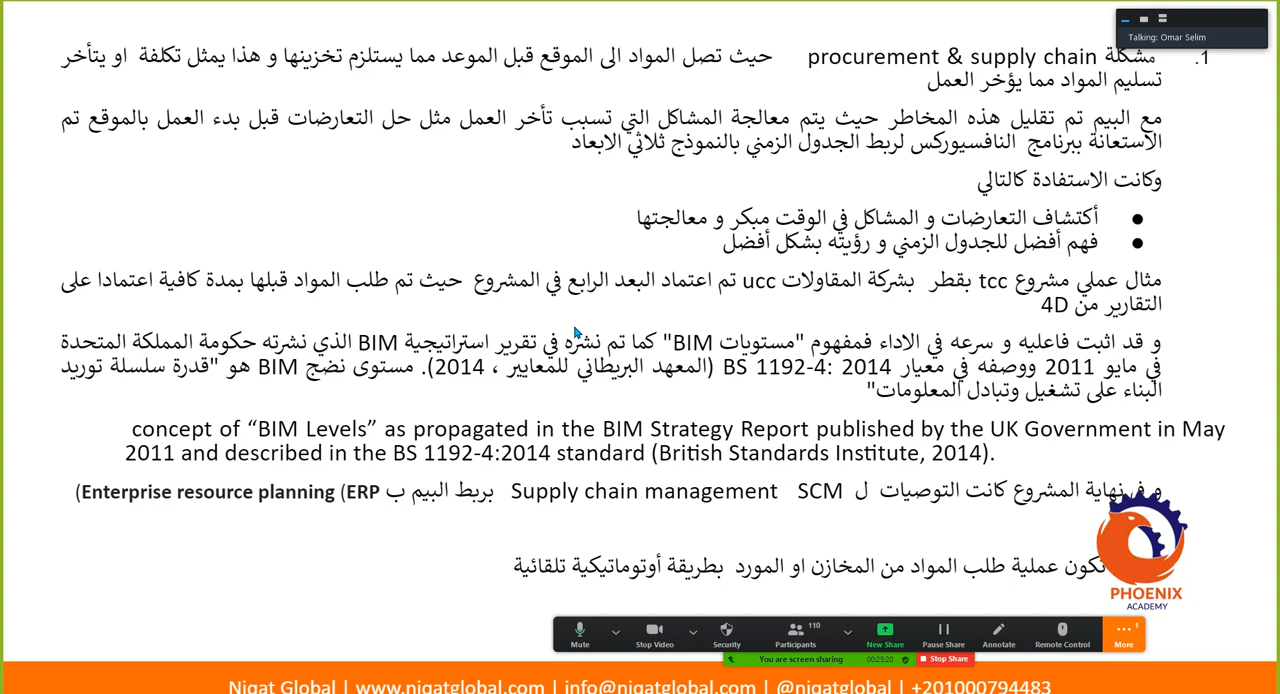 Talking: Omar Selim
1. مشكلة procurement & supply chain حيث تصل المواد الى الموقع قبل الموعد مما يستلزم تخزينها و هذا يمثل تكلفة او يتأخر
تسليم المواد مما يؤخر العمل
مع البيم تم تقليل هذه المخاطر حيث يتم معالجة المشاكل التي تسبب تأخر العمل مثل حل التعارضات قبل بدء العمل بالموقع تم
الاستعانة ببرنامج النافسيوركس لربط الجدول الزمني بالنموذج ثلاثي الابعاد
وكانت الاستفادة كالتالي
● أكتشاف التعارضات و المشاكل في الوقت مبكر و معالجتها
● فهم أفضل للجدول الزمني و رؤيته بشكل أفضل
مثال عملي مشروع tcc بقطر بشركة المقاولات ucc تم اعتماد البعد الرابع في المشروع حيث تم طلب المواد قبلها بمدة كافية اعتمادا على
التقارير من 4D
و قد اثبت فاعليه و سرعه في الاداء فمفهوم "مستويات BIM" كما تم نشره في تقرير استراتيجية BIM الذي نشرته حكومة المملكة المتحدة
في مايو 2011 ووصفه في معيار BS 1192-4: 2014 (المعهد البريطاني للمعايير ، 2014). مستوى نضج BIM هو "قدرة سلسلة توريد
البناء على تشغيل وتبادل المعلومات"
concept of “BIM Levels” as propagated in the BIM Strategy Report published by the UK Government in May
2011 and described in the BS 1192-4:2014 standard (British Standards Institute, 2014).
و في نهاية المشروع كانت التوصيات ل Supply chain management SCM بربط البيم ب Enterprise resource planning (ERP)
تكون عملية طلب المواد من المخازن او المورد بطريقة أوتوماتيكية تلقائية
PHOENIX
ACADEMY
110
1
Mute Stop Video Security Participants New Share Pause Share Annotate Remote Control More
You are screen sharing 00:25:20 Stop Share
Niqat Global | www.niqatglobal.com | info@niqatglobal.com | @niqatglobal | +201000794483